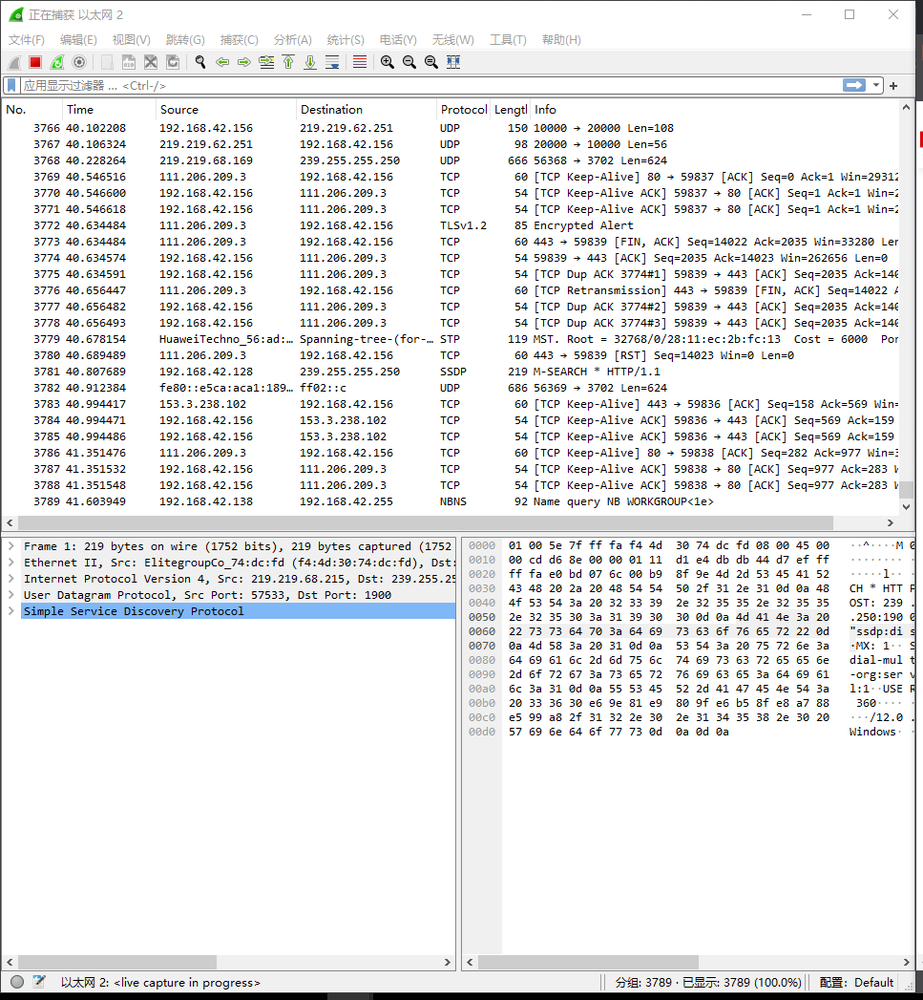 正在捕获 以太网 2
文件(F) 编辑(E) 视图(V) 跳转(G) 捕获(C) 分析(A) 统计(S) 电话(Y) 无线(W) 工具(T) 帮助(H)
应用显示过滤器 … <Ctrl-/>
No. Time Source Destination Protocol Lengtl Info
3766 40.102208 192.168.42.156 219.219.62.251 UDP 150 10000 → 20000 Len=108
3767 40.106324 219.219.62.251 192.168.42.156 UDP 98 20000 → 10000 Len=56
3768 40.228264 219.219.68.169 239.255.255.250 UDP 666 56368 → 3702 Len=624
3769 40.546516 111.206.209.3 192.168.42.156 TCP 60 [TCP Keep-Alive] 80 → 59837 [ACK] Seq=0 Ack=1 Win=29312
3770 40.546600 192.168.42.156 111.206.209.3 TCP 54 [TCP Keep-Alive ACK] 59837 → 80 [ACK] Seq=1 Ack=1 Win=2
3771 40.546618 192.168.42.156 111.206.209.3 TCP 54 [TCP Keep-Alive ACK] 59837 → 80 [ACK] Seq=1 Ack=1 Win=2
3772 40.634484 111.206.209.3 192.168.42.156 TLSv1.2 85 Encrypted Alert
3773 40.634484 111.206.209.3 192.168.42.156 TCP 60 443 → 59839 [FIN, ACK] Seq=14022 Ack=2035 Win=33280 Len
3774 40.634574 192.168.42.156 111.206.209.3 TCP 54 59839 → 443 [ACK] Seq=2035 Ack=14023 Win=262656 Len=0
3775 40.634591 192.168.42.156 111.206.209.3 TCP 54 [TCP Dup ACK 3774#1] 59839 → 443 [ACK] Seq=2035 Ack=140
3776 40.656447 111.206.209.3 192.168.42.156 TCP 60 [TCP Retransmission] 443 → 59839 [FIN, ACK] Seq=14022 A
3777 40.656482 192.168.42.156 111.206.209.3 TCP 54 [TCP Dup ACK 3774#2] 59839 → 443 [ACK] Seq=2035 Ack=140
3778 40.656493 192.168.42.156 111.206.209.3 TCP 54 [TCP Dup ACK 3774#3] 59839 → 443 [ACK] Seq=2035 Ack=140
3779 40.678154 HuaweiTechno_56:ad:… Spanning-tree-(for-… STP 119 MST. Root = 32768/0/28:11:ec:2b:fc:13 Cost = 6000 Por
3780 40.689489 111.206.209.3 192.168.42.156 TCP 60 443 → 59839 [RST] Seq=14023 Win=0 Len=0
3781 40.807689 192.168.42.128 239.255.255.250 SSDP 219 M-SEARCH * HTTP/1.1
3782 40.912384 fe80::e5ca:aca1:189… ff02::c UDP 686 56369 → 3702 Len=624
3783 40.994417 153.3.238.102 192.168.42.156 TCP 60 [TCP Keep-Alive] 443 → 59836 [ACK] Seq=158 Ack=569 Win=
3784 40.994471 192.168.42.156 153.3.238.102 TCP 54 [TCP Keep-Alive ACK] 59836 → 443 [ACK] Seq=569 Ack=159
3785 40.994486 192.168.42.156 153.3.238.102 TCP 54 [TCP Keep-Alive ACK] 59836 → 443 [ACK] Seq=569 Ack=159
3786 41.351476 111.206.209.3 192.168.42.156 TCP 60 [TCP Keep-Alive] 80 → 59838 [ACK] Seq=282 Ack=977 Win=3
3787 41.351532 192.168.42.156 111.206.209.3 TCP 54 [TCP Keep-Alive ACK] 59838 → 80 [ACK] Seq=977 Ack=283 W
3788 41.351548 192.168.42.156 111.206.209.3 TCP 54 [TCP Keep-Alive ACK] 59838 → 80 [ACK] Seq=977 Ack=283 W
3789 41.603949 192.168.42.138 192.168.42.255 NBNS 92 Name query NB WORKGROUP<1e>
Frame 1: 219 bytes on wire (1752 bits), 219 bytes captured (1752
Ethernet II, Src: ElitegroupCo_74:dc:fd (f4:4d:30:74:dc:fd), Dst:
Internet Protocol Version 4, Src: 219.219.68.215, Dst: 239.255.25
User Datagram Protocol, Src Port: 57533, Dst Port: 1900
Simple Service Discovery Protocol
0000 01 00 5e 7f ff fa f4 4d 30 74 dc fd 08 00 45 00 ··^····M 0
0010 00 cd d6 8e 00 00 01 11 d1 e4 db db 44 d7 ef ff ········
0020 ff fa e0 bd 07 6c 00 b9 8f 9e 4d 2d 53 45 41 52 ·····l··
0030 43 48 20 2a 20 48 54 54 50 2f 31 2e 31 0d 0a 48 CH * HTT P
0040 4f 53 54 3a 20 32 33 39 2e 32 35 35 2e 32 35 35 OST: 239 .
0050 2e 32 35 30 3a 31 39 30 30 0d 0a 4d 41 4e 3a 20 .250:190 0
0060 22 73 73 64 70 3a 64 69 73 63 6f 76 65 72 22 0d "ssdp:di s
0070 0a 4d 58 3a 20 31 0d 0a 53 54 3a 20 75 72 6e 3a ·MX: 1·· S
0080 64 69 61 6c 2d 6d 75 6c 74 69 73 63 72 65 65 6e dial-mul t
0090 2d 6f 72 67 3a 73 65 72 76 69 63 65 3a 64 69 61 -org:ser v
00a0 6c 3a 31 0d 0a 55 53 45 52 2d 41 47 45 4e 54 3a l:1··USE R
00b0 20 33 36 30 e6 9e 81 e9 80 9f e6 b5 8f e8 a7 88 360····
00c0 e5 99 a8 2f 31 32 2e 30 2e 31 34 35 38 2e 30 20 ···/12.0 .
00d0 57 69 6e 64 6f 77 73 0d 0a 0d 0a Windows·
以太网 2: <live capture in progress> 分组: 3789 · 已显示: 3789 (100.0%) 配置: Default